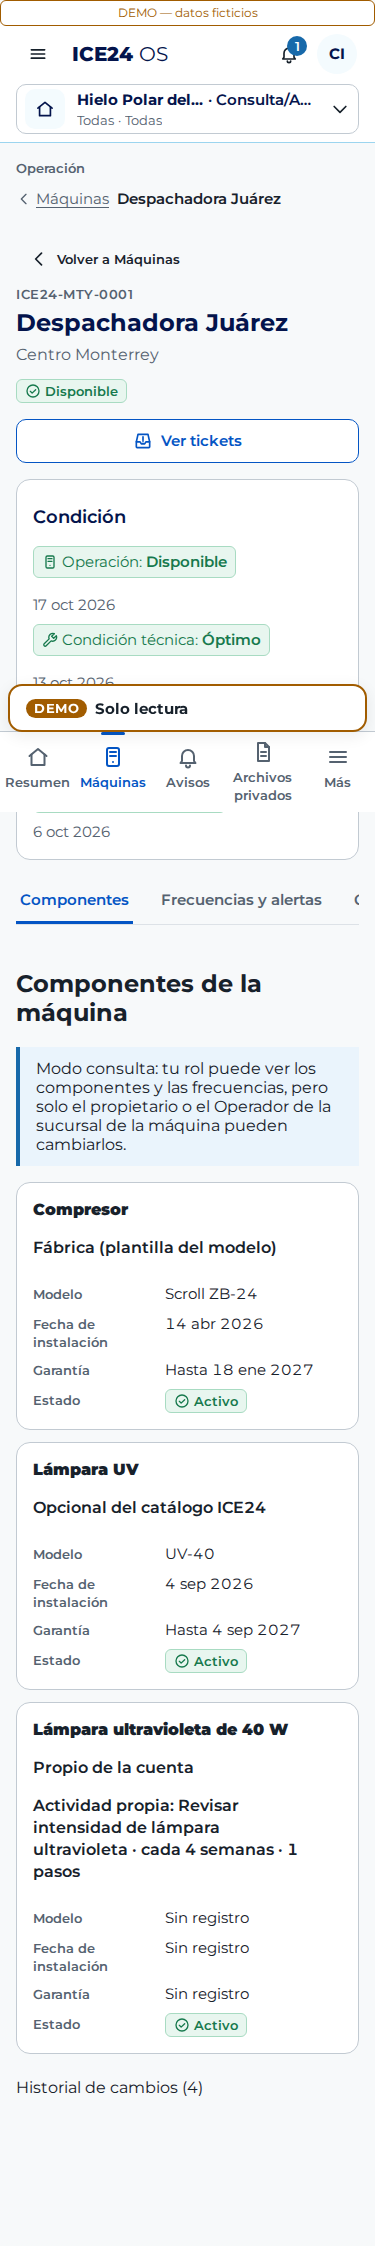 DEMO — datos ficticios
ICE24 OS
1
CI
Hielo Polar del... · Consulta/A...
Todas · Todas
Operación
Máquinas Despachadora Juárez
Volver a Máquinas
ICE24-MTY-0001
Despachadora Juárez
Centro Monterrey
Disponible
Ver tickets
Condición
Operación: Disponible
17 oct 2026
Condición técnica: Óptimo
13 oct 2026
DEMO Solo lectura
Resumen
Máquinas
Avisos
Archivos privados
Más
6 oct 2026
Componentes
Frecuencias y alertas
Componentes de la
máquina
Modo consulta: tu rol puede ver los
componentes y las frecuencias, pero
solo el propietario o el Operador de la
sucursal de la máquina pueden
cambiarlos.
Compresor
Fábrica (plantilla del modelo)
Modelo Scroll ZB-24
Fecha de instalación 14 abr 2026
Garantía Hasta 18 ene 2027
Estado Activo
Lámpara UV
Opcional del catálogo ICE24
Modelo UV-40
Fecha de instalación 4 sep 2026
Garantía Hasta 4 sep 2027
Estado Activo
Lámpara ultravioleta de 40 W
Propio de la cuenta
Actividad propia: Revisar
intensidad de lámpara
ultravioleta · cada 4 semanas · 1
pasos
Modelo Sin registro
Fecha de instalación Sin registro
Garantía Sin registro
Estado Activo
Historial de cambios (4)